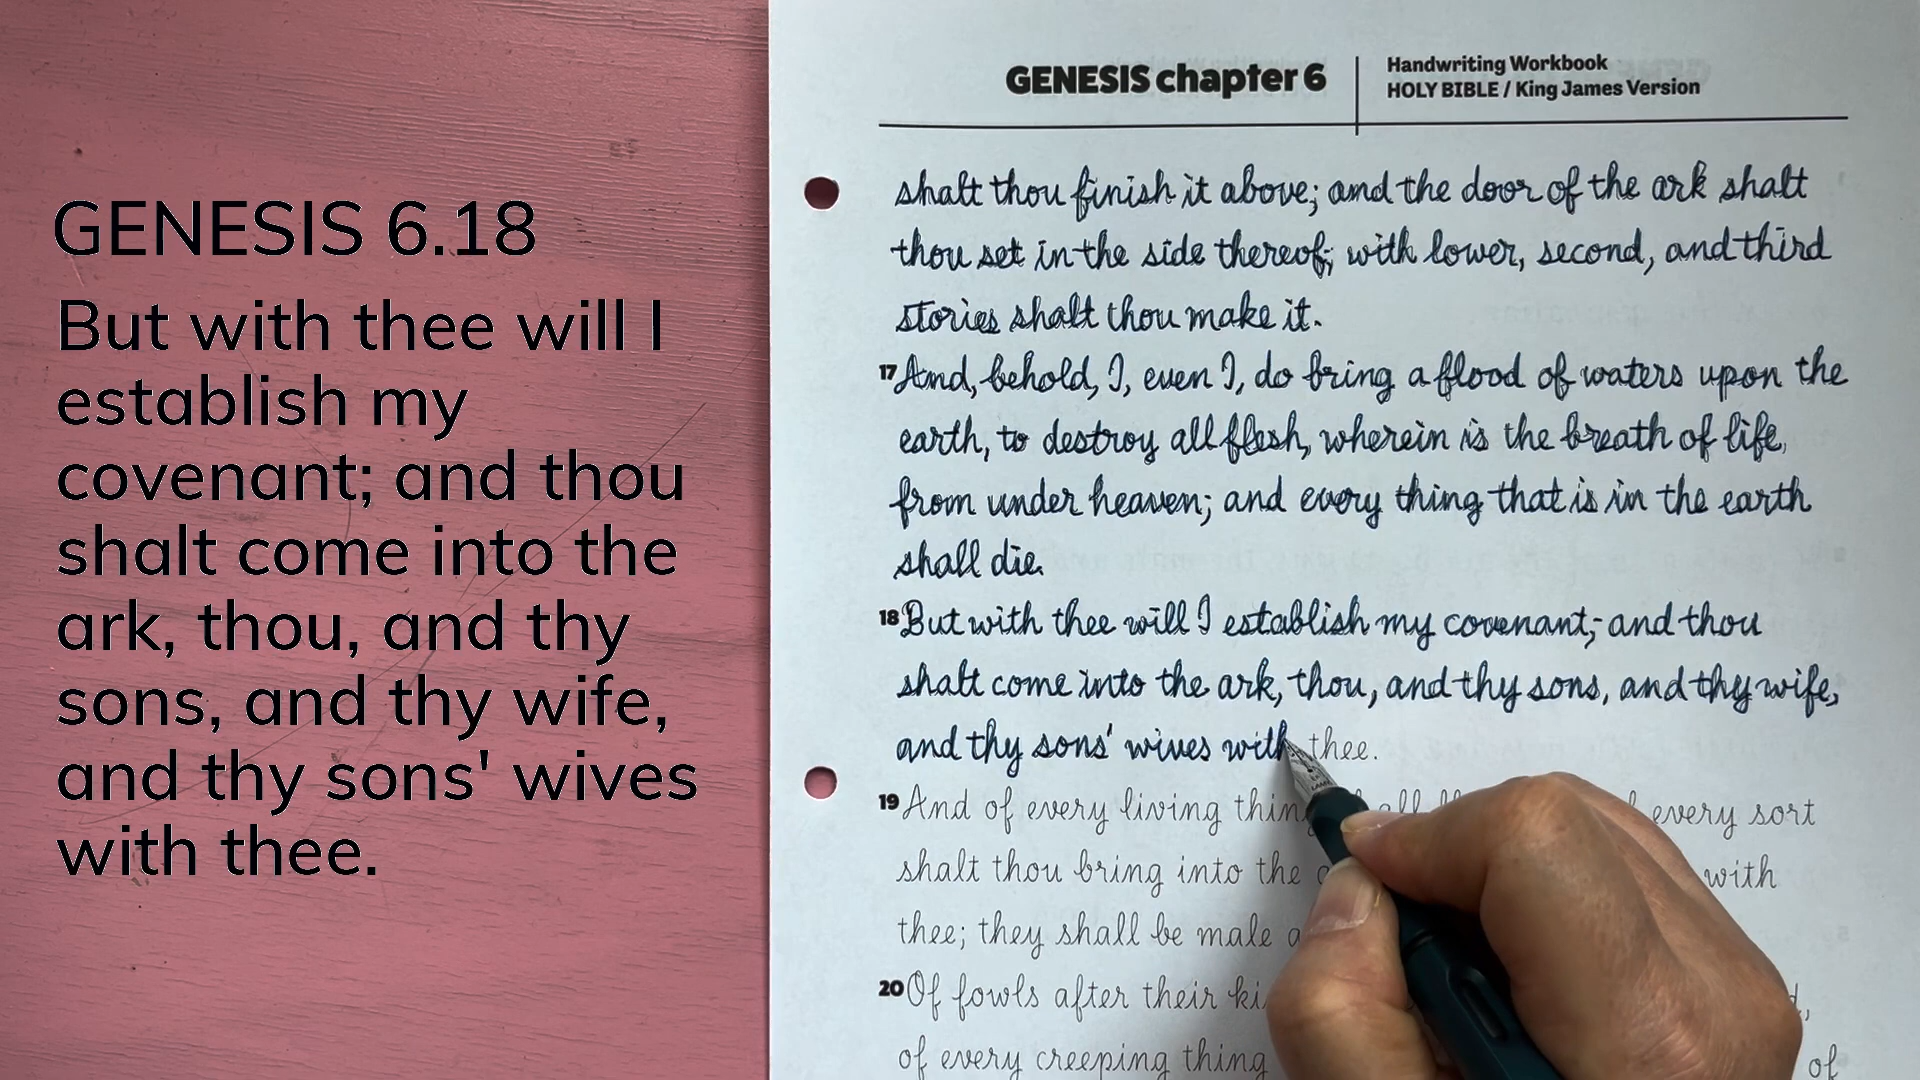 GENESIS 6.18
But with thee will I
establish my
covenant; and thou
shalt come into the
ark, thou, and thy
sons, and thy wife,
and thy sons' wives
with thee.
GENESIS chapter 6
Handwriting Workbook
HOLY BIBLE / King James Version
shalt thou finish it above; and the door of the ark shalt
thou set in the side thereof; with lower, second, and third
stories shalt thou make it.
17 And, behold, I, even I, do bring a flood of waters upon the
earth, to destroy all flesh, wherein is the breath of life,
from under heaven; and every thing that is in the earth
shall die.
18 But with thee will I establish my covenant; and thou
shalt come into the ark, thou, and thy sons, and thy wife,
and thy sons' wives with thee.
19 And of every living thing every sort
shalt thou bring into the with
thee; they shall be male
20 Of fowls after their
of every creeping thing of